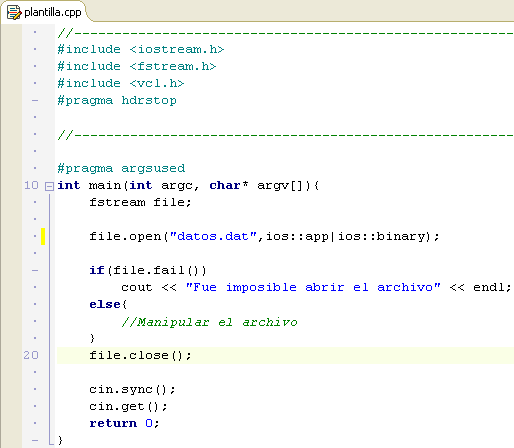 plantilla.cpp
//------------------------------------------------------
#include <iostream.h>
#include <fstream.h>
#include <vcl.h>
#pragma hdrstop
//------------------------------------------------------
#pragma argsused
10 int main(int argc, char* argv[]){
fstream file;
file.open("datos.dat",ios::app|ios::binary);
if(file.fail())
cout << "Fue imposible abrir el archivo" << endl;
else{
//Manipular el archivo
}
20 file.close();
cin.sync();
cin.get();
return 0;
}